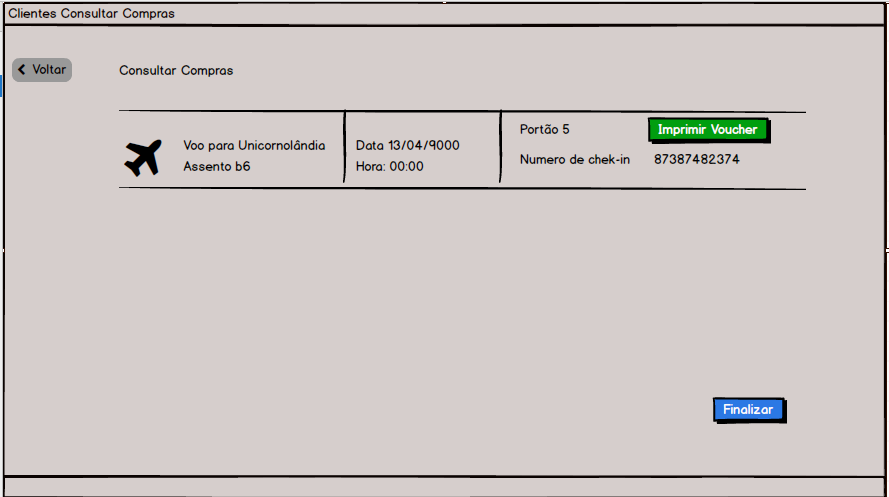 Clientes Consultar Compras
Voltar
Consultar Compras
Voo para Unicornolândia
Assento b6
Data 13/04/9000
Hora: 00:00
Portão 5
Imprimir Voucher
Numero de chek-in 87387482374
Finalizar